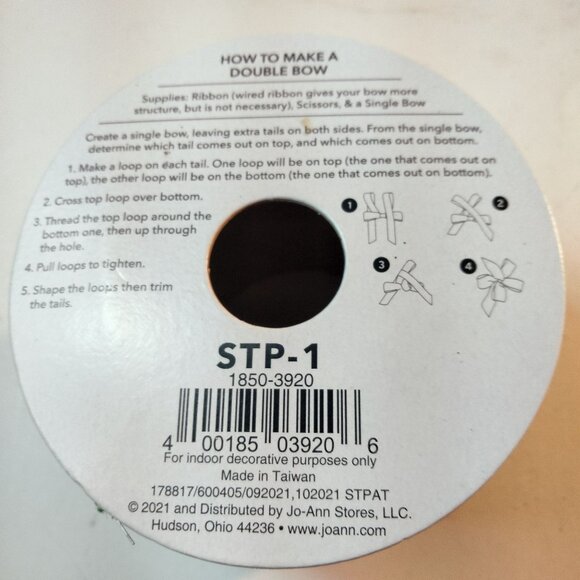 HOW TO MAKE A
DOUBLE BOW
Supplies: Ribbon (wired ribbon gives your bow more
structure, but is not necessary), Scissors, & a Single Bow
Create a single bow, leaving extra tails on both sides. From the single bow,
determine which tail comes out on top, and which comes out on bottom.
1. Make a loop on each tail. One loop will be on top (the one that comes out on
top), the other loop will be on the bottom (the one that comes out on bottom).
2. Cross top loop over bottom.
3. Thread the top loop around the
bottom one, then up through
the hole.
4. Pull loops to tighten.
5. Shape the loops then trim
the tails.
1
2
3
4
STP-1
1850-3920
4 00185 03920 6
For indoor decorative purposes only
Made in Taiwan
178817/600405/092021,102021 STPAT
© 2021 and Distributed by Jo-Ann Stores, LLC.
Hudson, Ohio 44236 • www.joann.com